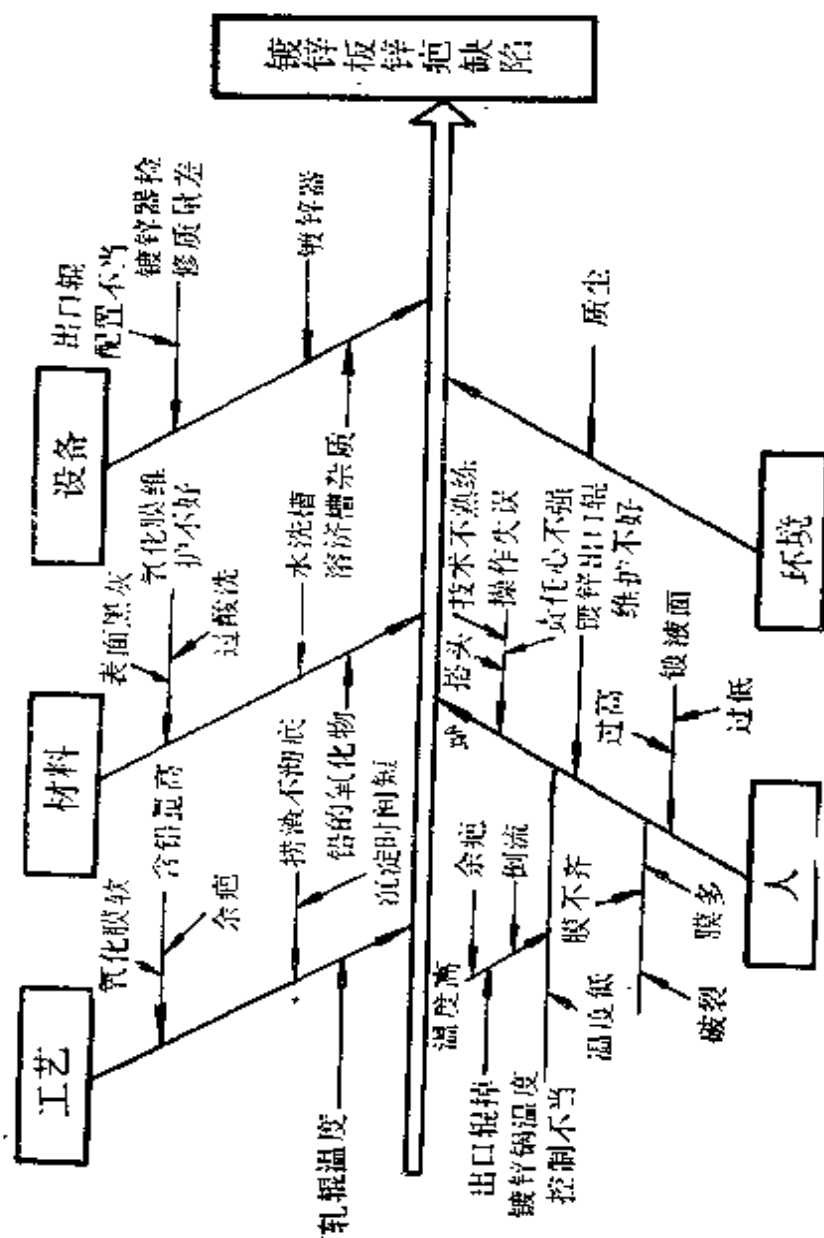 镀锌板锌疤缺陷
设备
出口辊
配置不当
镀锌器检
修质量差
镀锌器
溶济槽杂质
材料
表面黑灰
氧化膜维
护不好
过酸洗
水洗槽
铅的氧化物
工艺
氧化膜软
含铅量高
余疤
捞渣不沏底
沉淀时间短
轧辊温度
环境
质尘
人
搭头
技术不熟练
操作失误
责任心不强
镀锌出口辊
维护不好
镀液面
过高
过低
膜不齐
膜多
破裂
温度高
余疤
倒流
出口辊掉
镀锌锅温度
控制不当
温度低